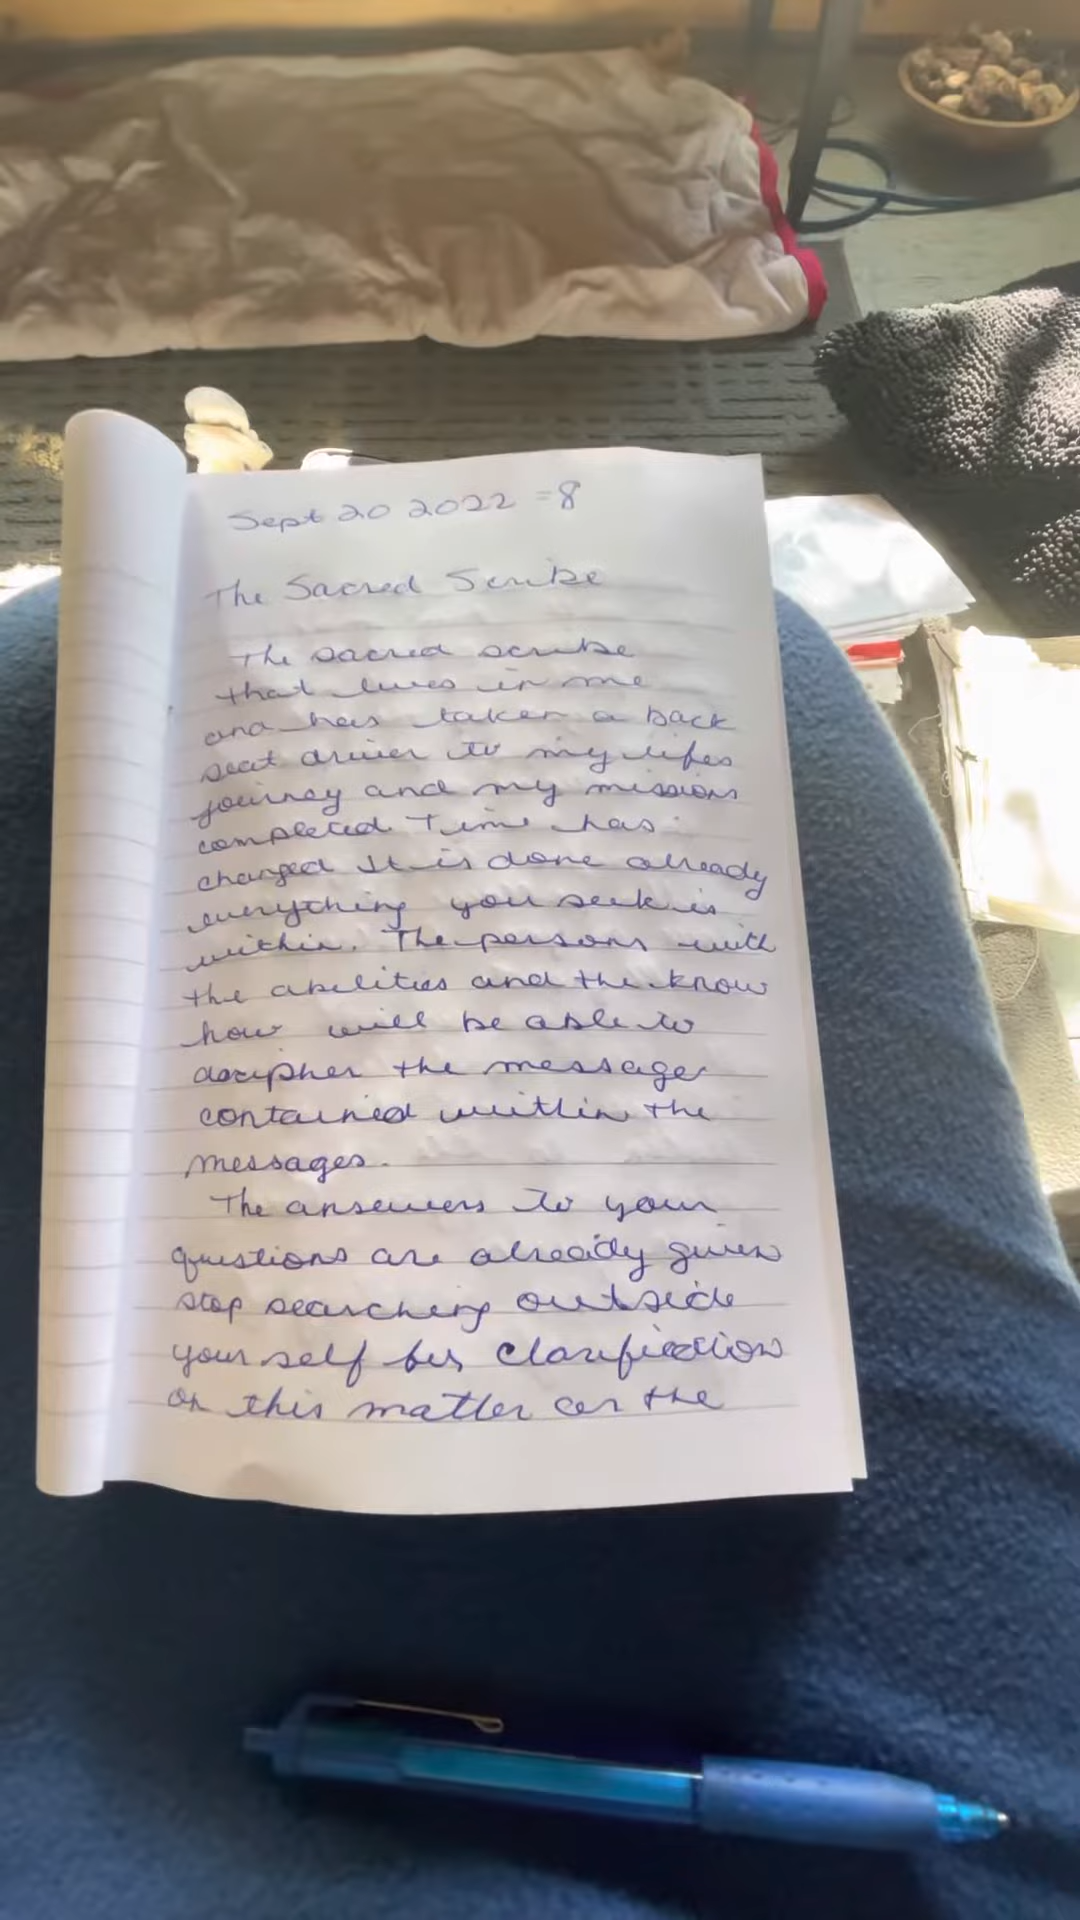 Sept 20 2022 =8
The Sacred Scribe
The sacred scribe
that lives in me
and has taken a back
seat driver to my lifes
journey and my missions
completed. Time has
changed It is done already
everything you seek is
within. The persons with
the abilities and the know
how will be able to
decipher the message
contained within the
messages.
The answers to your
questions are already given
stop searching outside
your self for clarification
on this matter or the